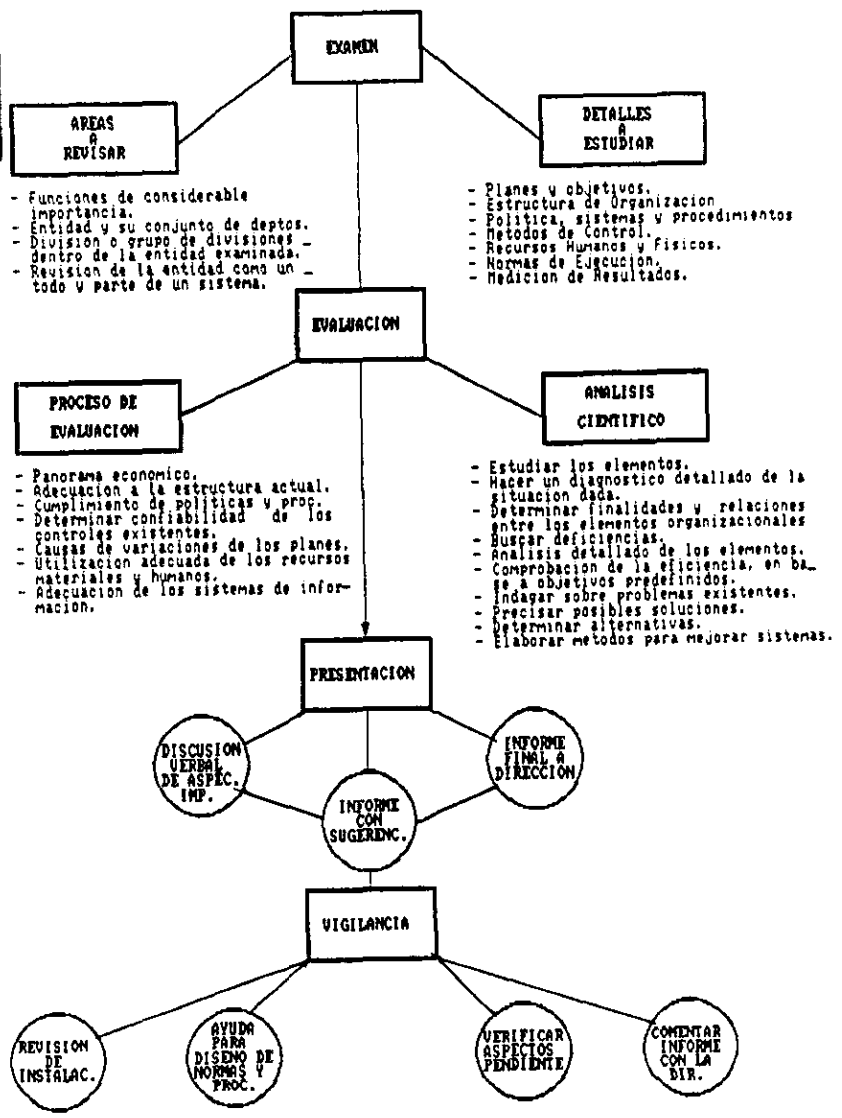 EXAMEN
AREAS
A
REVISAR
DETALLES
A
ESTUDIAR
- Funciones de considerable
importancia.
- Entidad y su conjunto de deptos.
- Division o grupo de divisiones _
dentro de la entidad examinada.
- Revision de la entidad como un _
todo y parte de un sistema.
- Planes y objetivos.
- Estructura de Organizacion
- Politica, sistemas y procedimientos
- Metodos de Control.
- Recursos Humanos y Fisicos.
- Normas de Ejecucion.
- Medicion de Resultados.
EVALUACION
PROCESO DE
EVALUACION
ANALISIS
CIENTIFICO
- Panorama economico.
- Adecuacion a la estructura actual.
- Cumplimiento de politicas y proc.
- Determinar confiabilidad de los
controles existentes.
- Causas de variaciones de los planes.
- Utilizacion adecuada de los recursos
materiales y humanos.
- Adecuacion de los sistemas de infor-
macion.
- Estudiar los elementos.
- Hacer un diagnostico detallado de la
situacion dada.
- Determinar finalidades y relaciones
entre los elementos organizacionales
- Buscar deficiencias.
- Analisis detallado de los elementos.
- Comprobacion de la eficiencia, en ba_
se a objetivos predefinidos.
- Indagar sobre problemas existentes.
- Precisar posibles soluciones.
- Determinar alternativas.
- Elaborar metodos para mejorar sistemas.
PRESENTACION
DISCUSION
VERBAL
DE ASPEC.
IMP.
INFORME
CON
SUGERENC.
INFORME
FINAL A
DIRECCION
VIGILANCIA
REVISION
DE
INSTALAC.
AYUDA
PARA
DISENO DE
NORMAS Y
PROC.
VERIFICAR
ASPECTOS
PENDIENTE
COMENTAR
INFORME
CON LA
DIR.